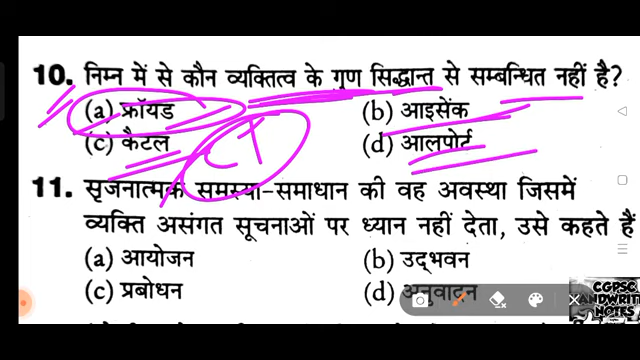 10. निम्न में से कौन व्यक्तित्व के गुण सिद्धान्त से सम्बन्धित नहीं है?
(a) फ्रॉयड (b) आइसेंक
(c) कैटल (d) आलपोर्ट
11. सृजनात्मक समस्या-समाधान की वह अवस्था जिसमें
व्यक्ति असंगत सूचनाओं पर ध्यान नहीं देता, उसे कहते हैं
(a) आयोजन (b) उद्भवन
(c) प्रबोधन (d) अनुवादन
CGPSC
HANDWRITTEN
NOTES